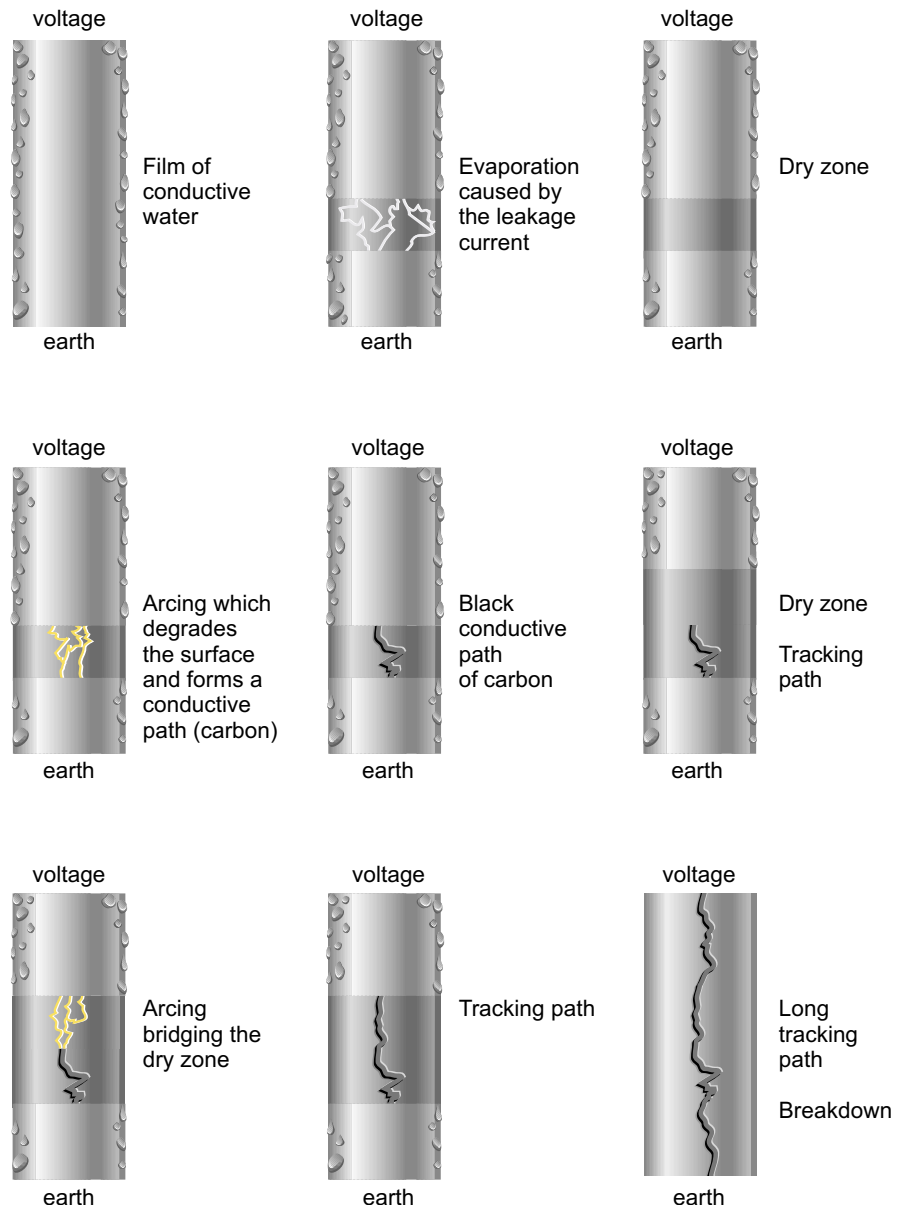 voltage
Film of
conductive
water
earth
voltage
Evaporation
caused by
the leakage
current
earth
voltage
Dry zone
earth
voltage
Arcing which
degrades
the surface
and forms a
conductive
path (carbon)
earth
voltage
Black
conductive
path
of carbon
earth
voltage
Dry zone
Tracking
path
earth
voltage
Arcing
bridging the
dry zone
earth
voltage
Tracking path
earth
voltage
Long
tracking
path
Breakdown
earth